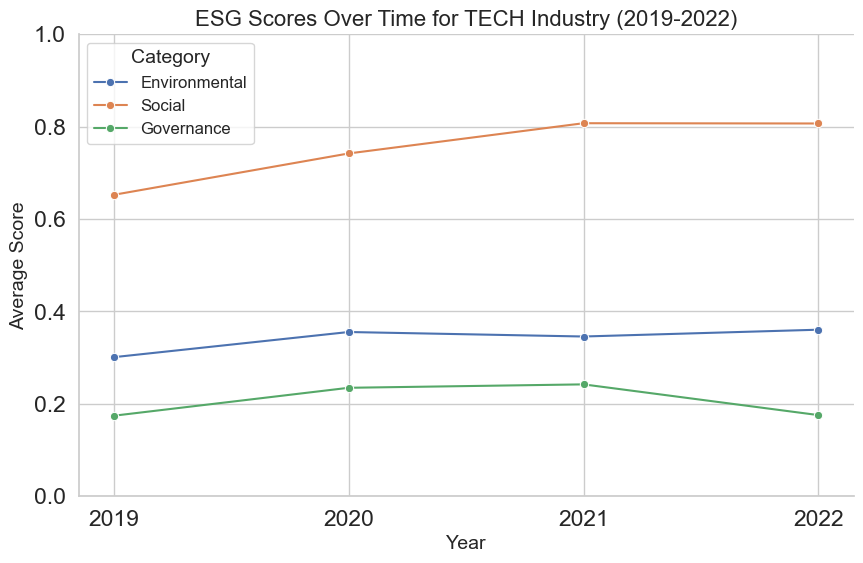 ESG Scores Over Time for TECH Industry (2019-2022)
1.0
0.8
0.6
0.4
0.2
0.0
Average Score
Category
Environmental
Social
Governance
2019 2020 2021 2022
Year